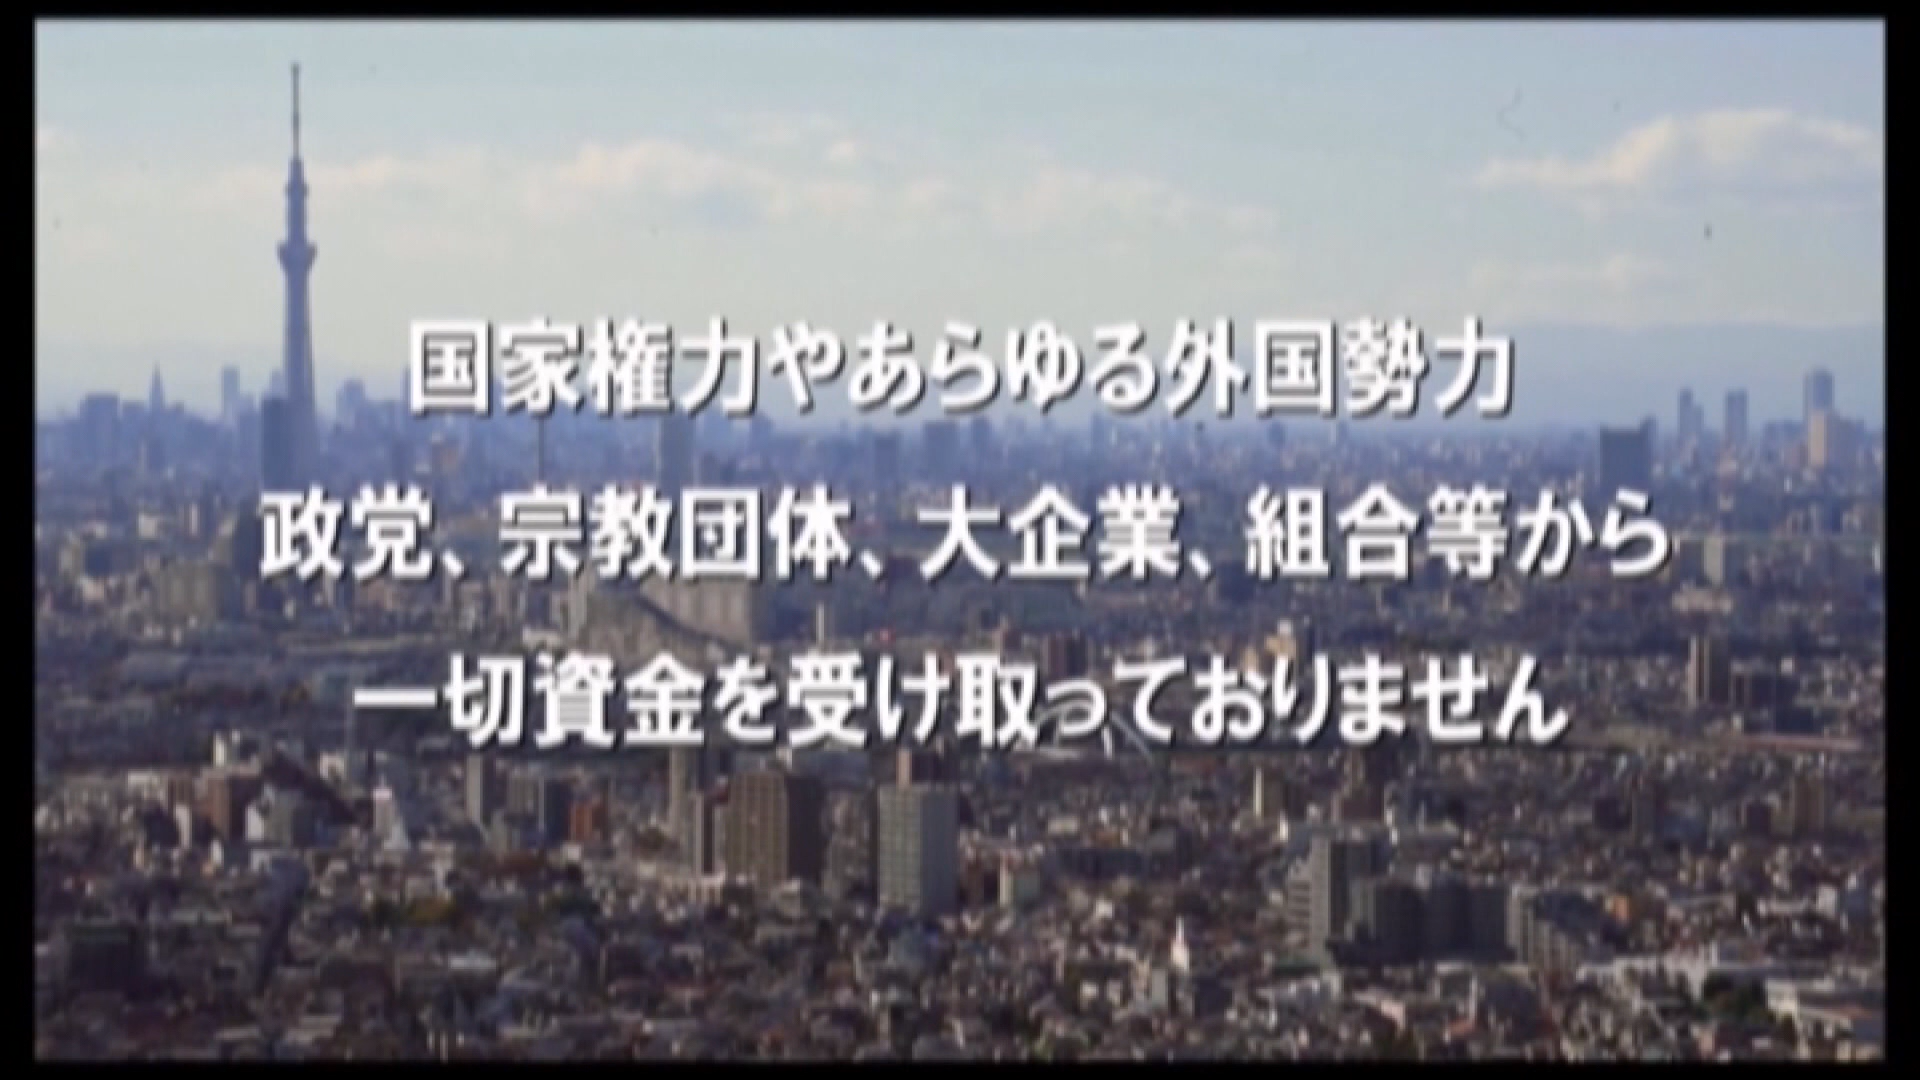 国家権力やあらゆる外国勢力
政党、宗教団体、大企業、組合等から
一切資金を受け取っておりません